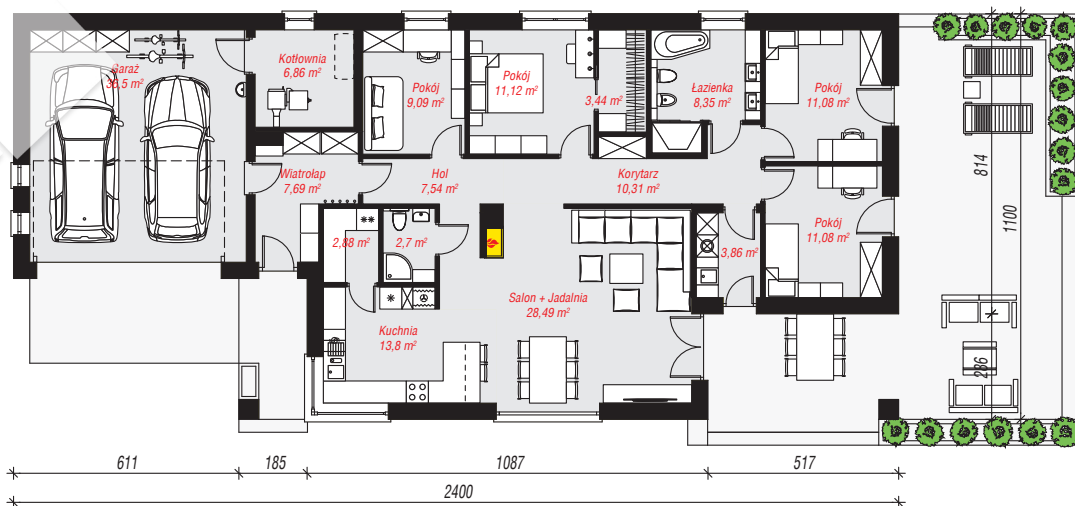 Garaż
35,5 m²
Kotłownia
6,86 m²
Pokój
9,09 m²
Pokój
11,12 m²
3,44 m²
Łazienka
8,35 m²
Pokój
11,08 m²
Wiatrołap
7,69 m²
Hol
7,54 m²
Korytarz
10,31 m²
2,88 m²
2,7 m²
3,86 m²
Pokój
11,08 m²
Salon + Jadalnia
28,49 m²
Kuchnia
13,8 m²
814
1100
286
611
185
1087
517
2400